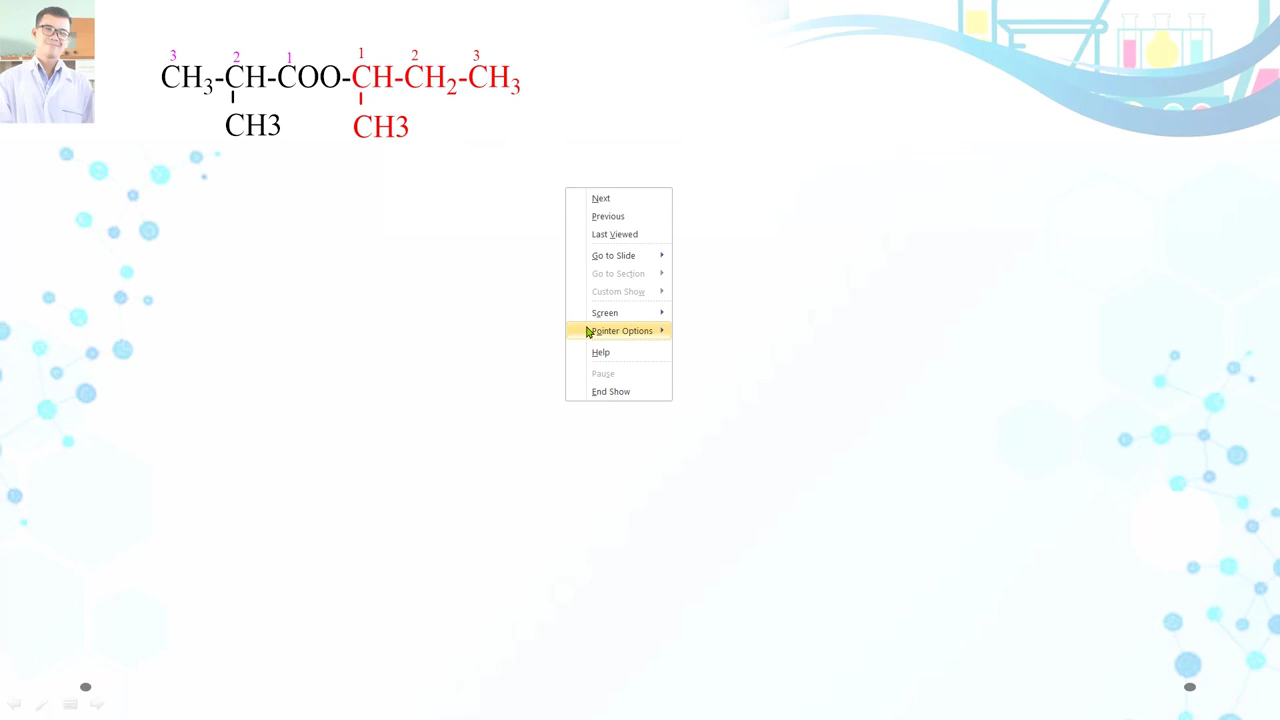 3 2 1 1 2 3
CH3-CH-COO-CH-CH2-CH3
CH3 CH3
Next
Previous
Last Viewed
Go to Slide
Go to Section
Custom Show
Screen
Pointer Options
Help
Pause
End Show